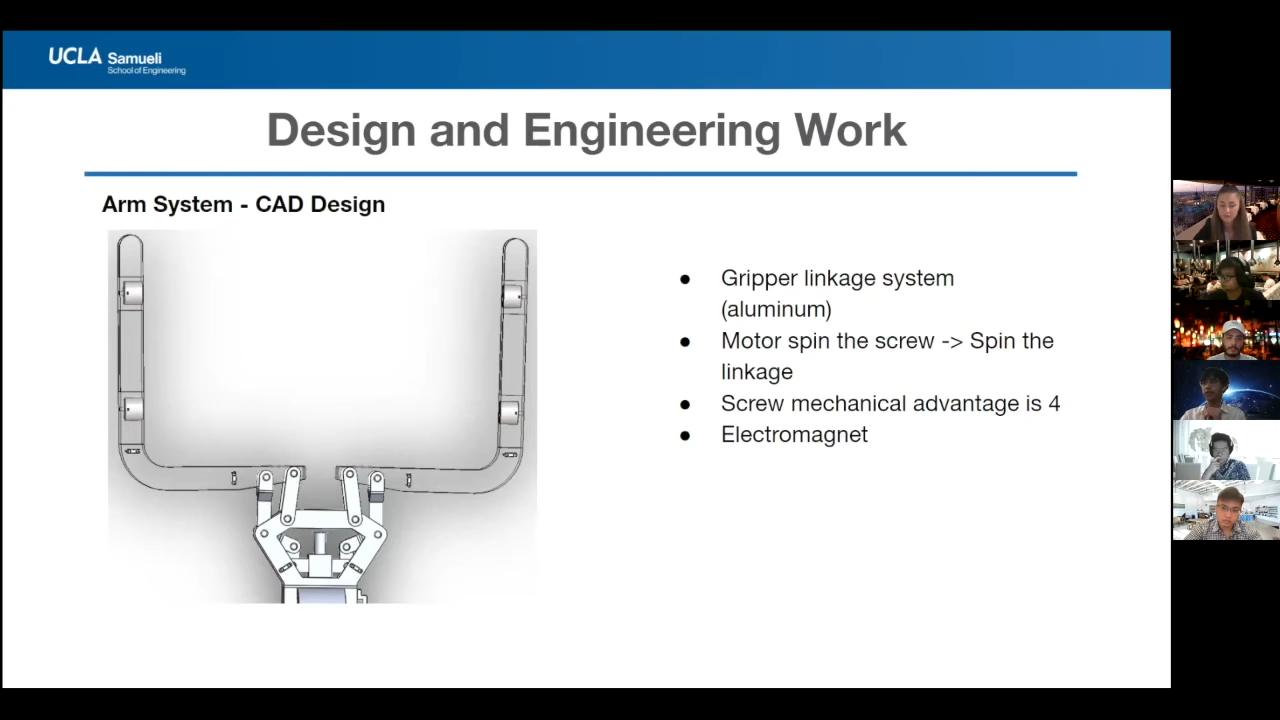 UCLA Samueli
School of Engineering
Design and Engineering Work
Arm System - CAD Design
● Gripper linkage system
(aluminum)
● Motor spin the screw -> Spin the
linkage
● Screw mechanical advantage is 4
● Electromagnet